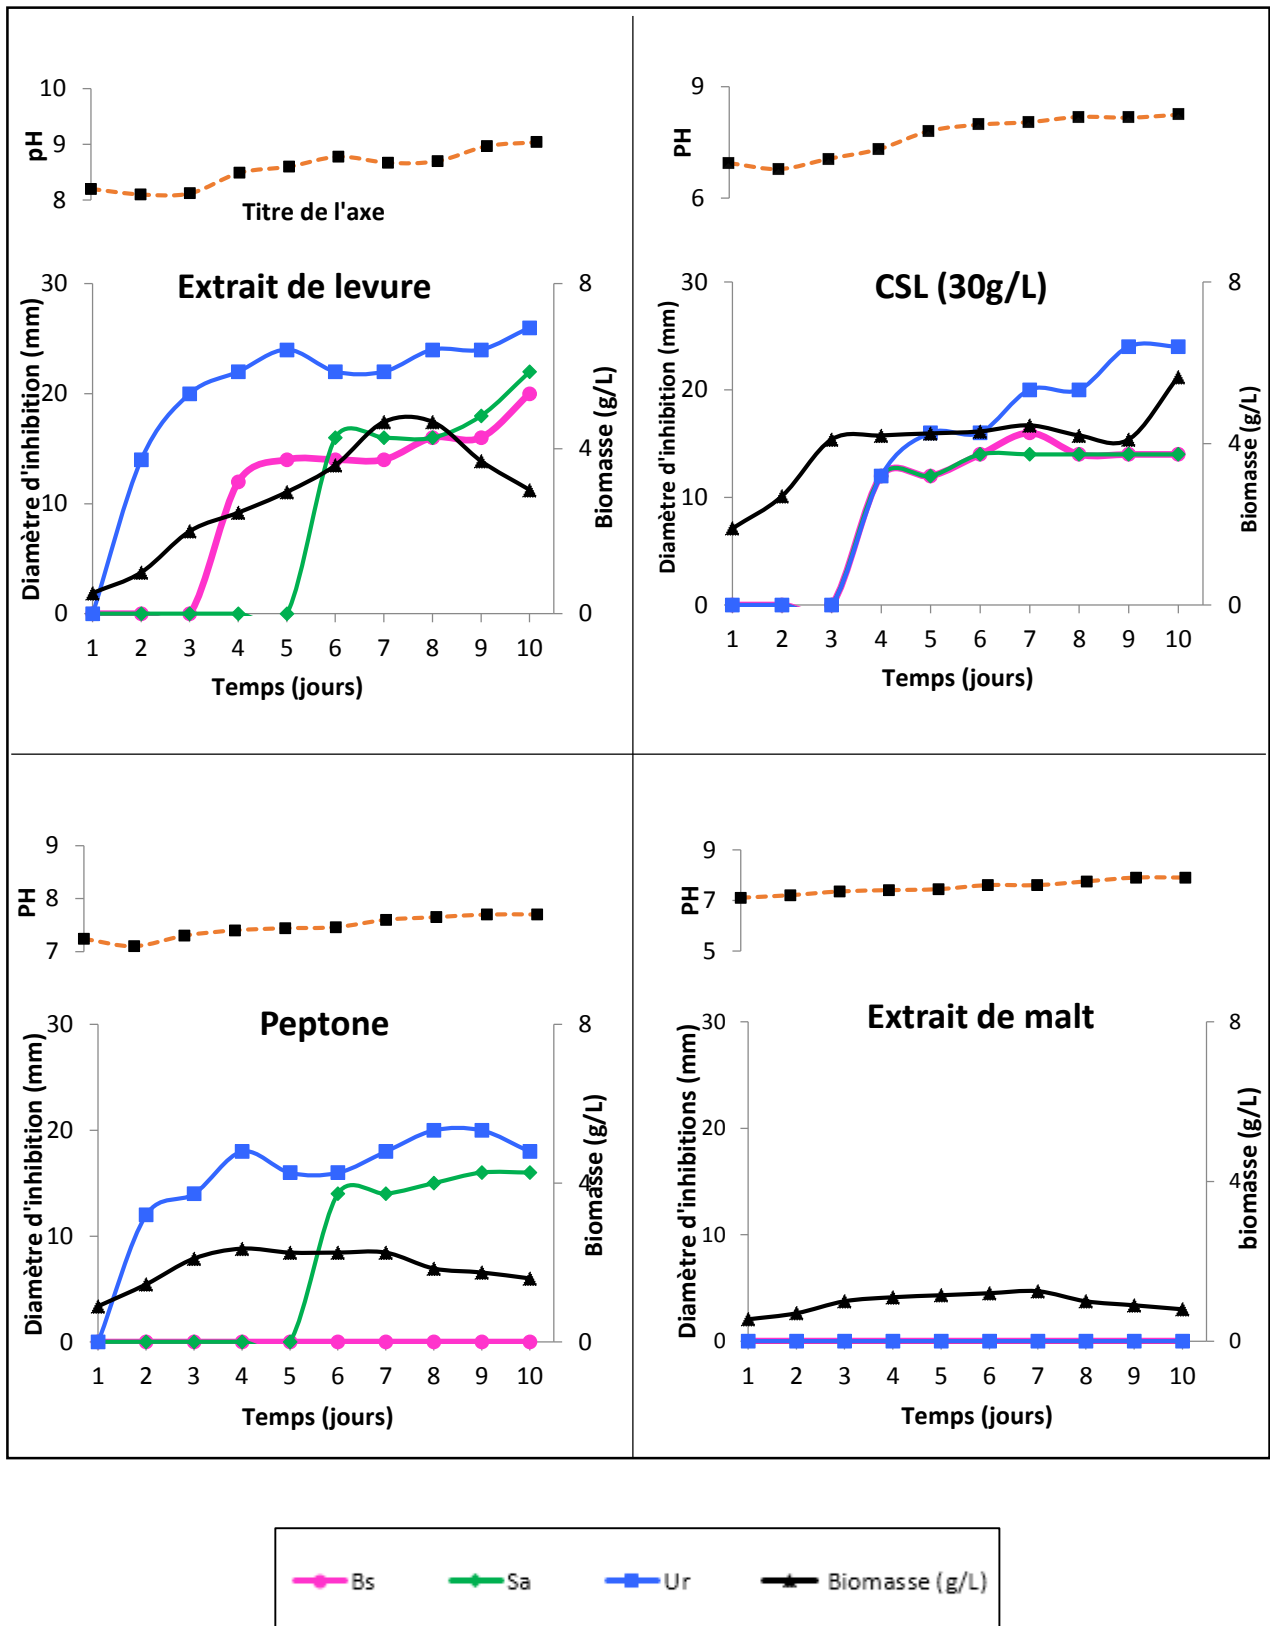 10
9
8
pH
Titre de l'axe
Extrait de levure
30
20
10
0
8
4
0
Diamètre d'inhibition (mm)
Biomasse (g/L)
1 2 3 4 5 6 7 8 9 10
Temps (jours)
9
6
PH
CSL (30g/L)
30
20
10
0
8
4
0
Diamètre d'inhibition (mm)
Biomasse (g/L)
1 2 3 4 5 6 7 8 9 10
Temps (jours)
9
8
7
PH
Peptone
30
20
10
0
8
4
0
Diamètre d'inhibition (mm)
Biomasse (g/L)
1 2 3 4 5 6 7 8 9 10
Temps (jours)
9
7
5
PH
Extrait de malt
30
20
10
0
8
4
0
Diamètre d'inhibitions (mm)
biomasse (g/L)
1 2 3 4 5 6 7 8 9 10
Temps (jours)
Bs Sa Ur Biomasse (g/L)